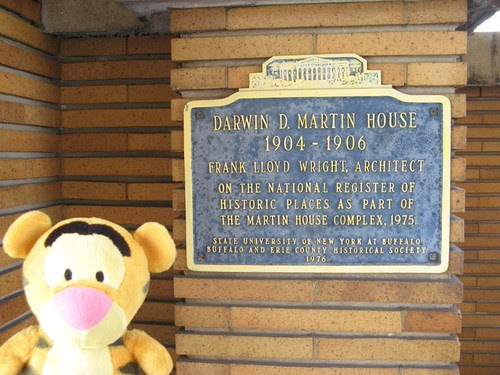 DARWIN D. MARTIN HOUSE
1904 - 1906
FRANK LLOYD WRIGHT, ARCHITECT
ON THE NATIONAL REGISTER OF
HISTORIC PLACES AS PART OF
THE MARTIN HOUSE COMPLEX, 1975.
STATE UNIVERSITY OF NEW YORK AT BUFFALO
BUFFALO AND ERIE COUNTY HISTORICAL SOCIETY
1976